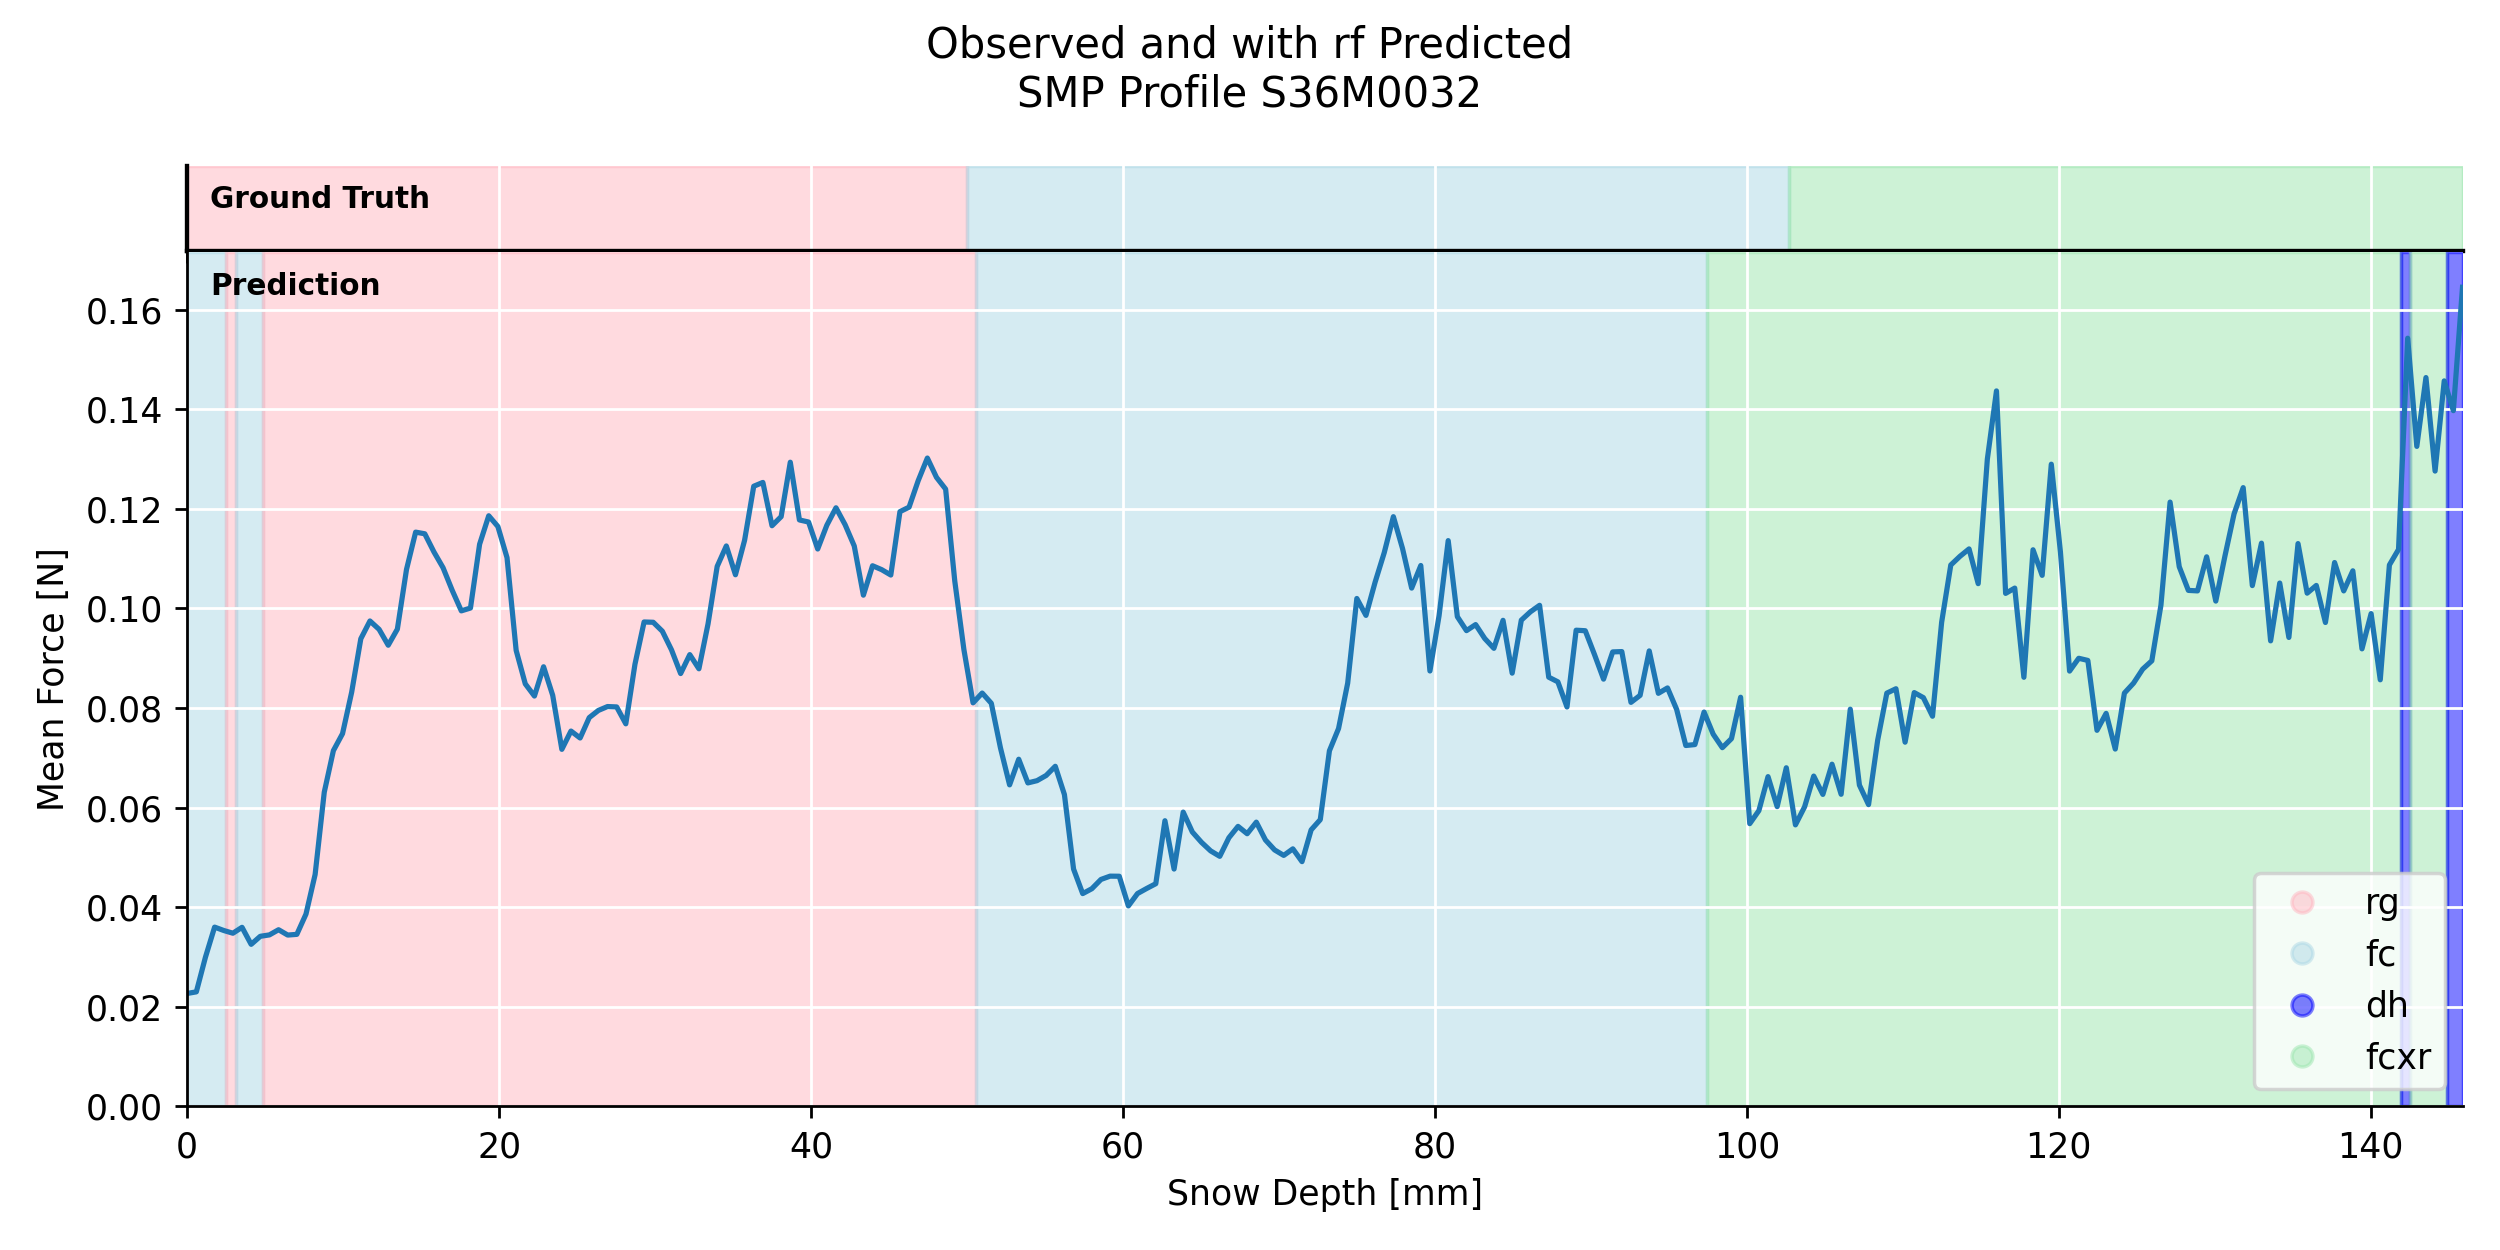 Observed and with rf Predicted
SMP Profile S36M0032
Ground Truth
Prediction
0.16
0.14
0.12
0.10
0.08
0.06
0.04
0.02
0.00
Mean Force [N]
rg
fc
dh
fcxr
0 20 40 60 80 100 120 140
Snow Depth [mm]